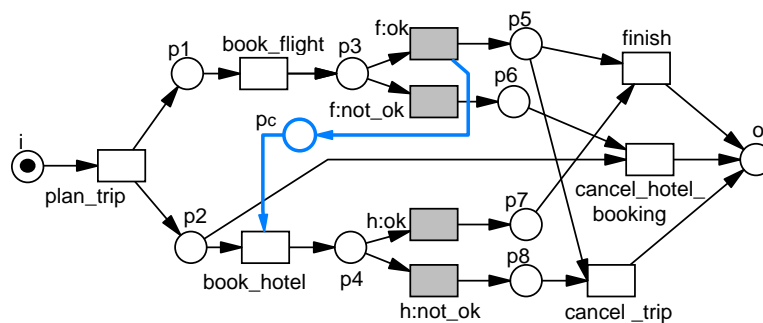 f:ok
p5
finish
p1
book_flight
p3
p6
f:not_ok
pc
i
o
plan_trip
cancel_hotel_
booking
p2
h:ok
p7
book_hotel
p4
p8
h:not_ok
cancel _trip